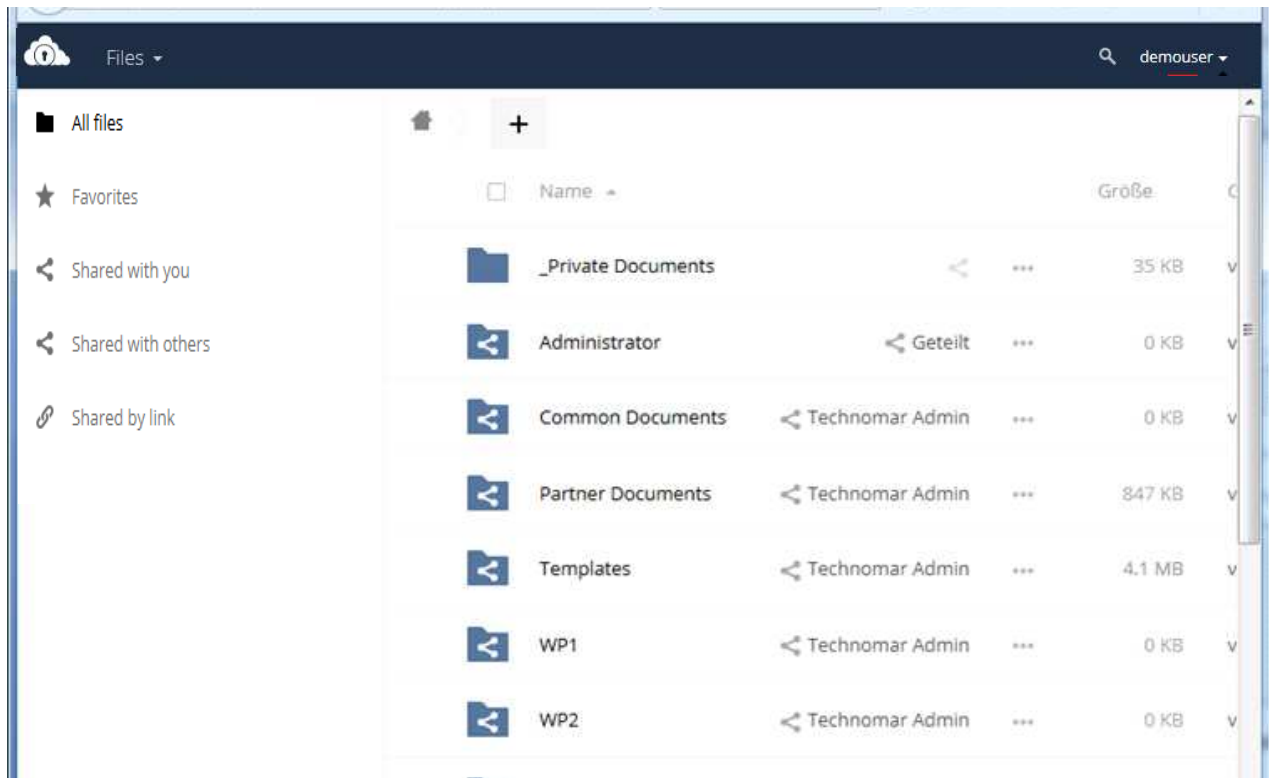 Files
demouser
All files
Favorites
Shared with you
Shared with others
Shared by link
Name Größe
_Private Documents 35 KB
Administrator Geteilt 0 KB
Common Documents Technomar Admin 0 KB
Partner Documents Technomar Admin 847 KB
Templates Technomar Admin 4.1 MB
WP1 Technomar Admin 0 KB
WP2 Technomar Admin 0 KB